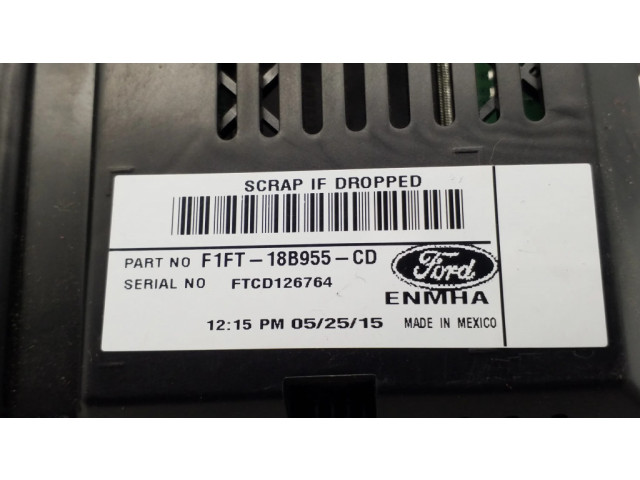 SCRAP IF DROPPED
PART NO F1FT-18B955-CD
Ford
SERIAL NO FTCD126764
ENMHA
12:15 PM 05/25/15 MADE IN MEXICO